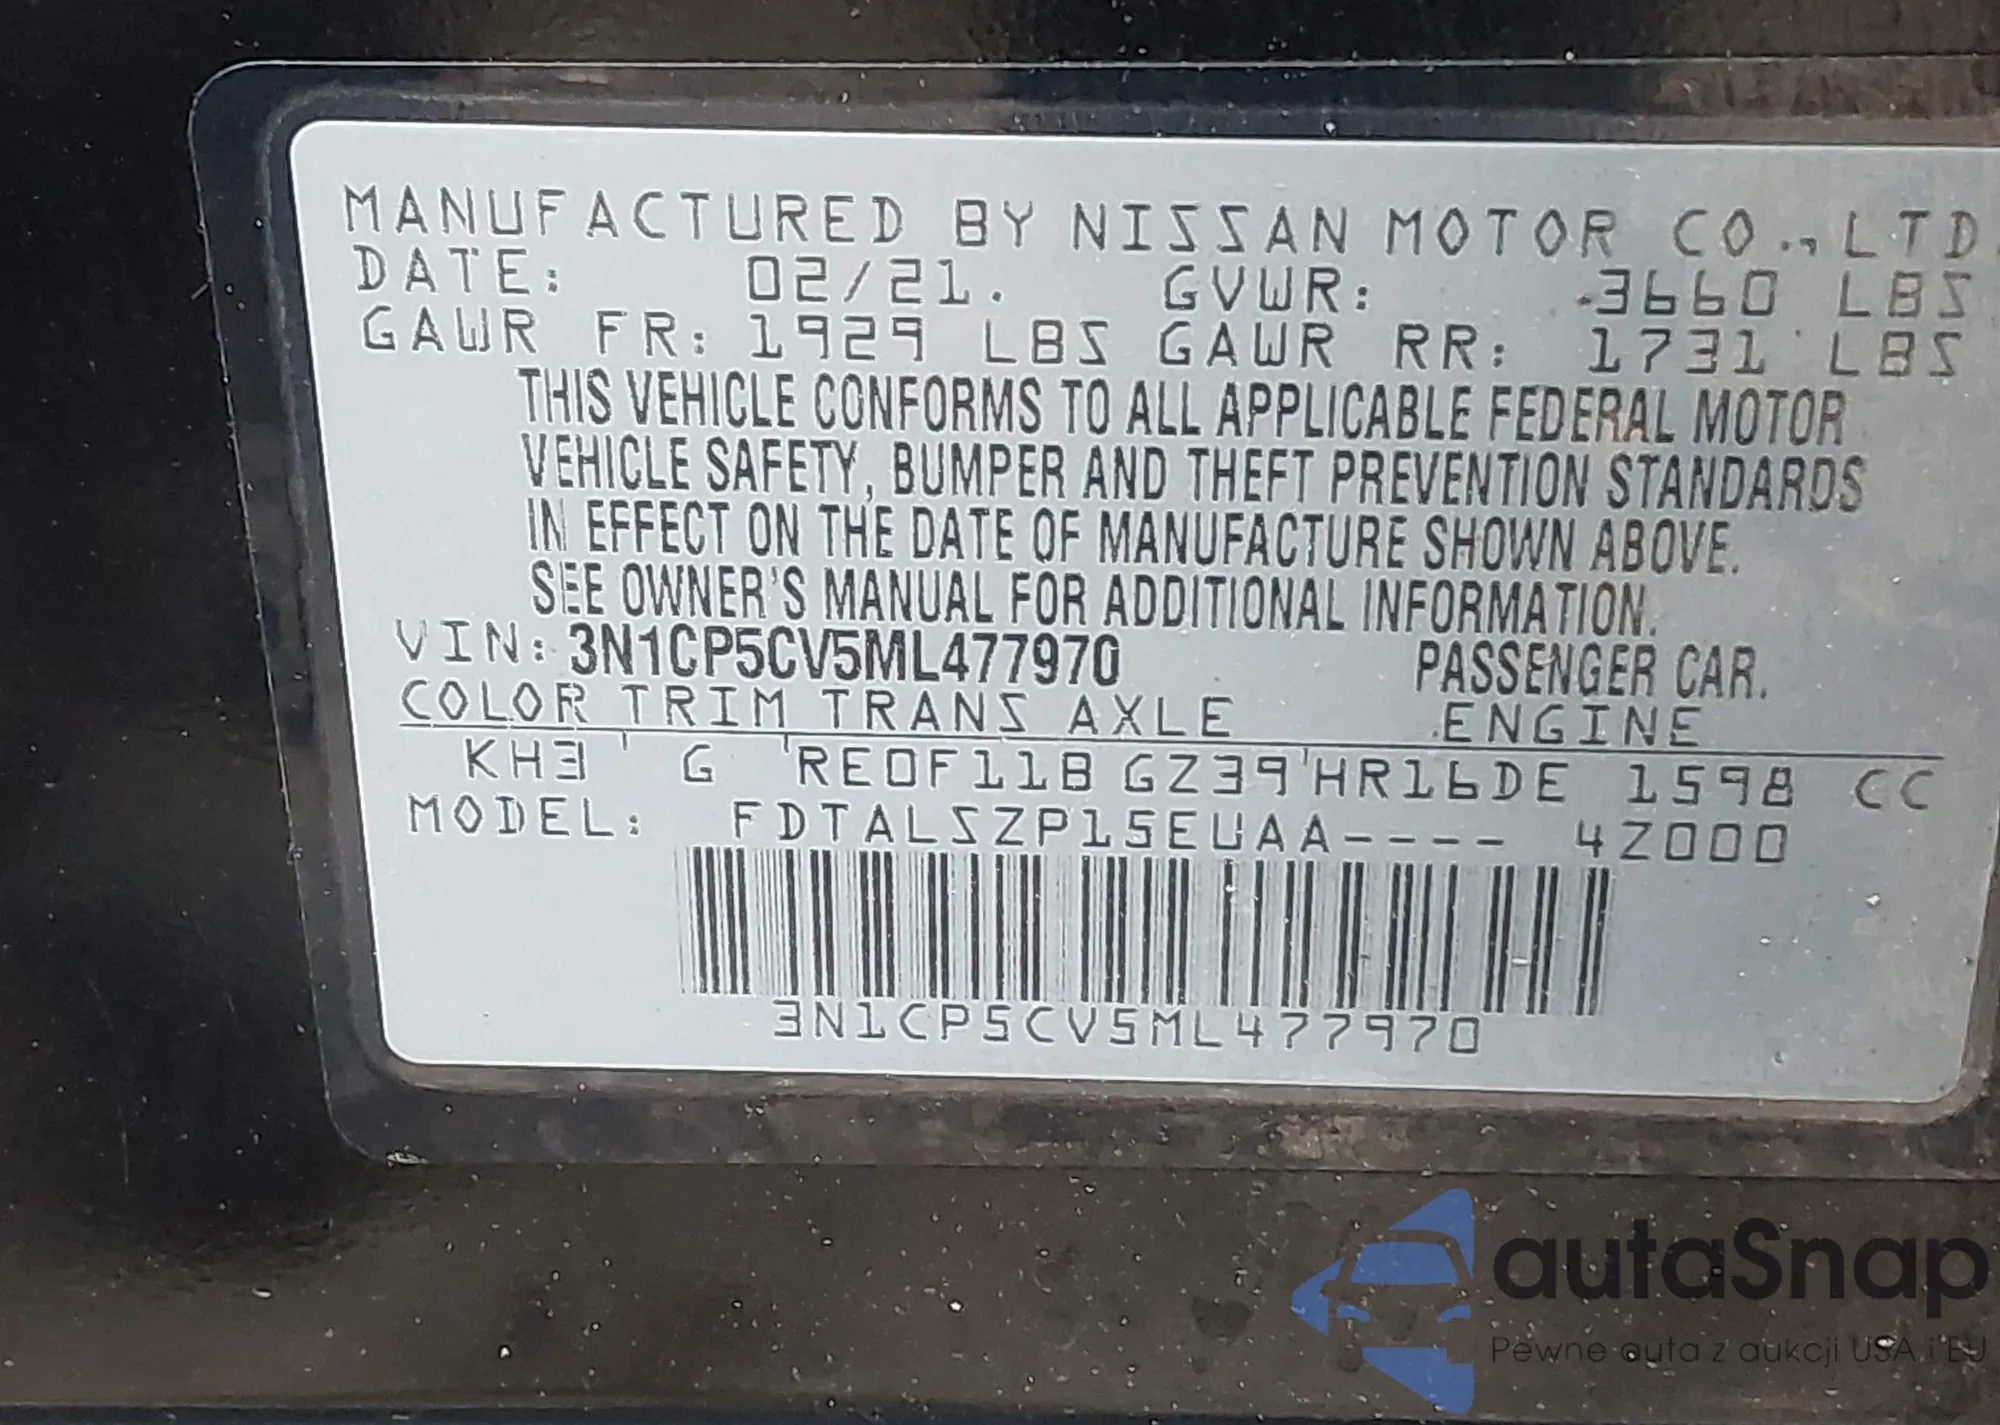 MANUFACTURED BY NISSAN MOTOR CO.,LTD.
DATE: 02/21. GVWR: 3660 LBS
GAWR FR: 1929 LBS GAWR RR: 1731 LBS
THIS VEHICLE CONFORMS TO ALL APPLICABLE FEDERAL MOTOR
VEHICLE SAFETY, BUMPER AND THEFT PREVENTION STANDARDS
IN EFFECT ON THE DATE OF MANUFACTURE SHOWN ABOVE.
SEE OWNER'S MANUAL FOR ADDITIONAL INFORMATION.
VIN: 3N1CP5CV5ML477970 PASSENGER CAR.
COLOR TRIM TRANS AXLE ENGINE
KH3 G RE0F11B GZ39 HR16DE 1598 CC
MODEL: FDTALSZP15EUAA---- 4Z000
3N1CP5CV5ML477970
autaSnap
Pewne auta z aukcji USA i EU